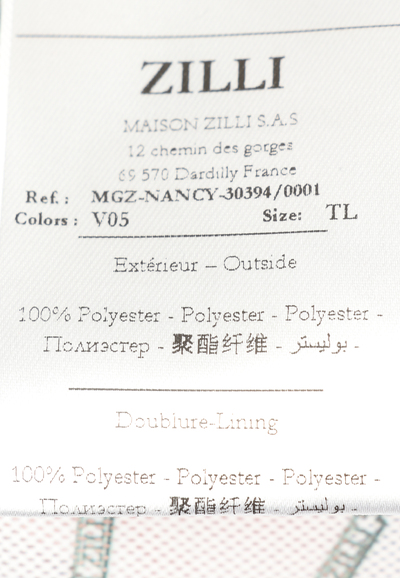 ZILLI
MAISON ZILLI S.A.S
12 chemin des gorges
69 570 Dardilly France
Ref. : MGZ-NANCY-30394/0001
Colors : V05 Size: TL
Extérieur – Outside
100% Polyester - Polyester - Polyester -
Полиэстер - 聚酯纤维 - بوليستر -
Doublure-Lining
100% Polyester - Polyester - Polyester -
Полиэстер - 聚酯纤维 - بوليستر -